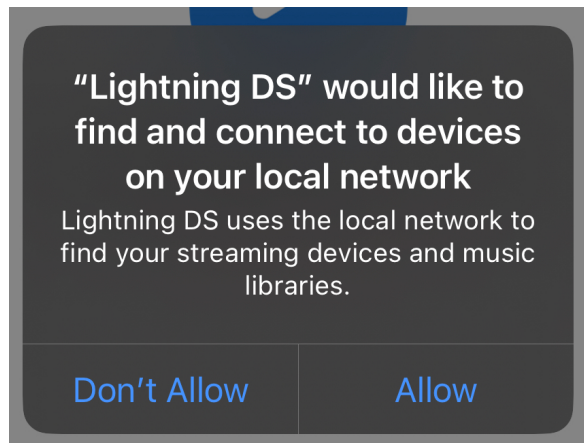 “Lightning DS” would like to
find and connect to devices
on your local network
Lightning DS uses the local network to
find your streaming devices and music
libraries.
Don’t Allow
Allow